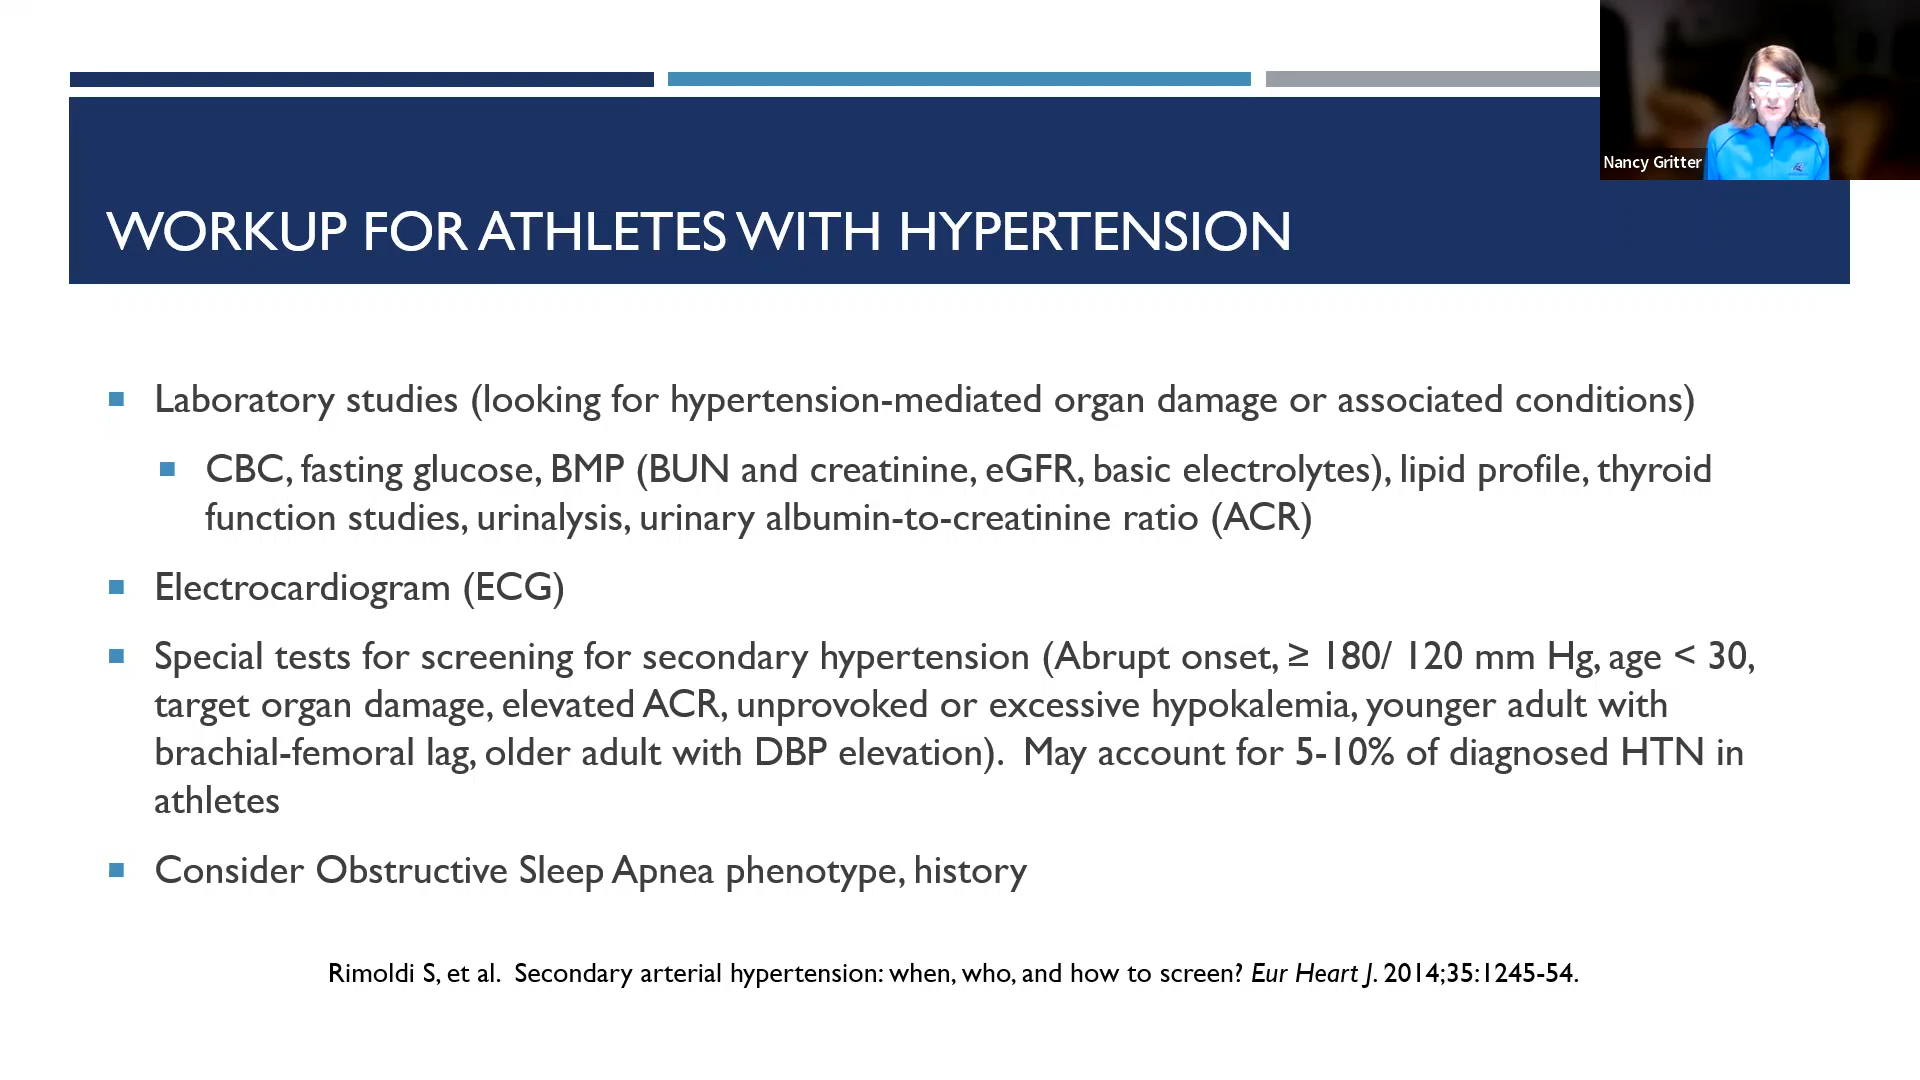 Nancy Gritter
WORKUP FOR ATHLETES WITH HYPERTENSION
Laboratory studies (looking for hypertension-mediated organ damage or associated conditions)
CBC, fasting glucose, BMP (BUN and creatinine, eGFR, basic electrolytes), lipid profile, thyroid
function studies, urinalysis, urinary albumin-to-creatinine ratio (ACR)
Electrocardiogram (ECG)
Special tests for screening for secondary hypertension (Abrupt onset, ≥ 180/ 120 mm Hg, age < 30,
target organ damage, elevated ACR, unprovoked or excessive hypokalemia, younger adult with
brachial-femoral lag, older adult with DBP elevation).  May account for 5-10% of diagnosed HTN in
athletes
Consider Obstructive Sleep Apnea phenotype, history
Rimoldi S, et al.  Secondary arterial hypertension: when, who, and how to screen? Eur Heart J. 2014;35:1245-54.